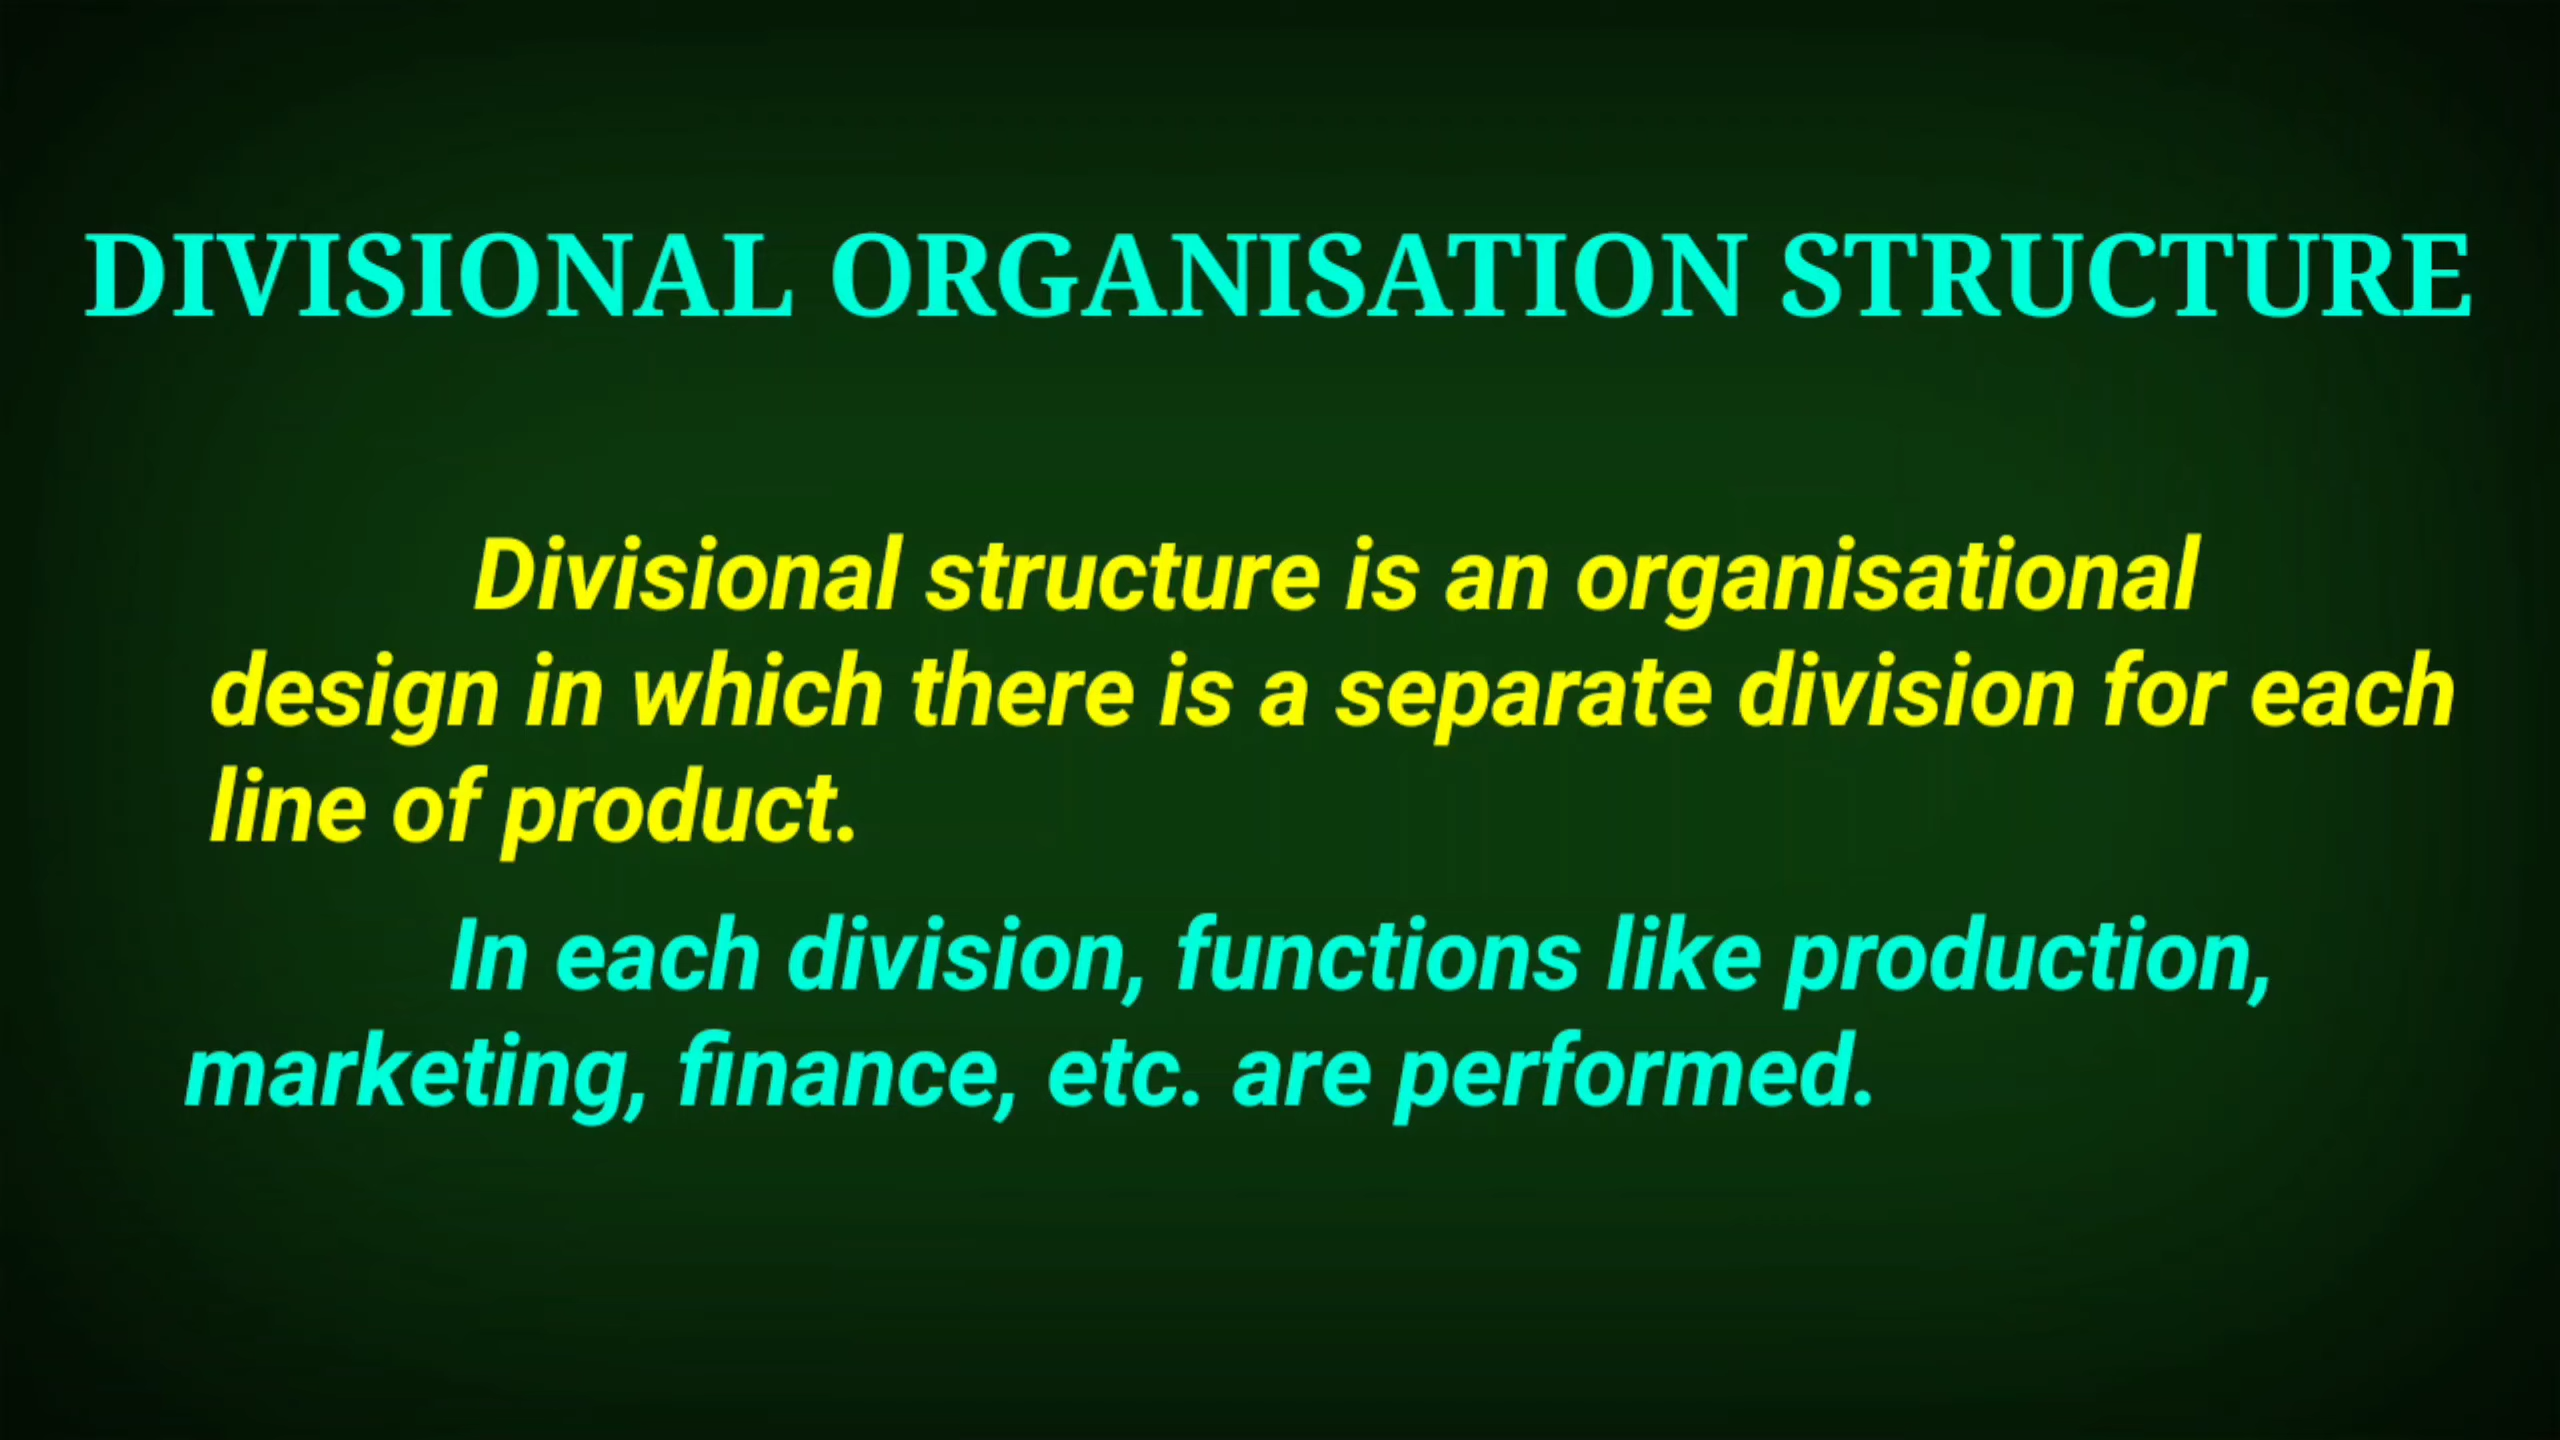 DIVISIONAL ORGANISATION STRUCTURE
Divisional structure is an organisational
design in which there is a separate division for each
line of product.
In each division, functions like production,
marketing, finance, etc. are performed.